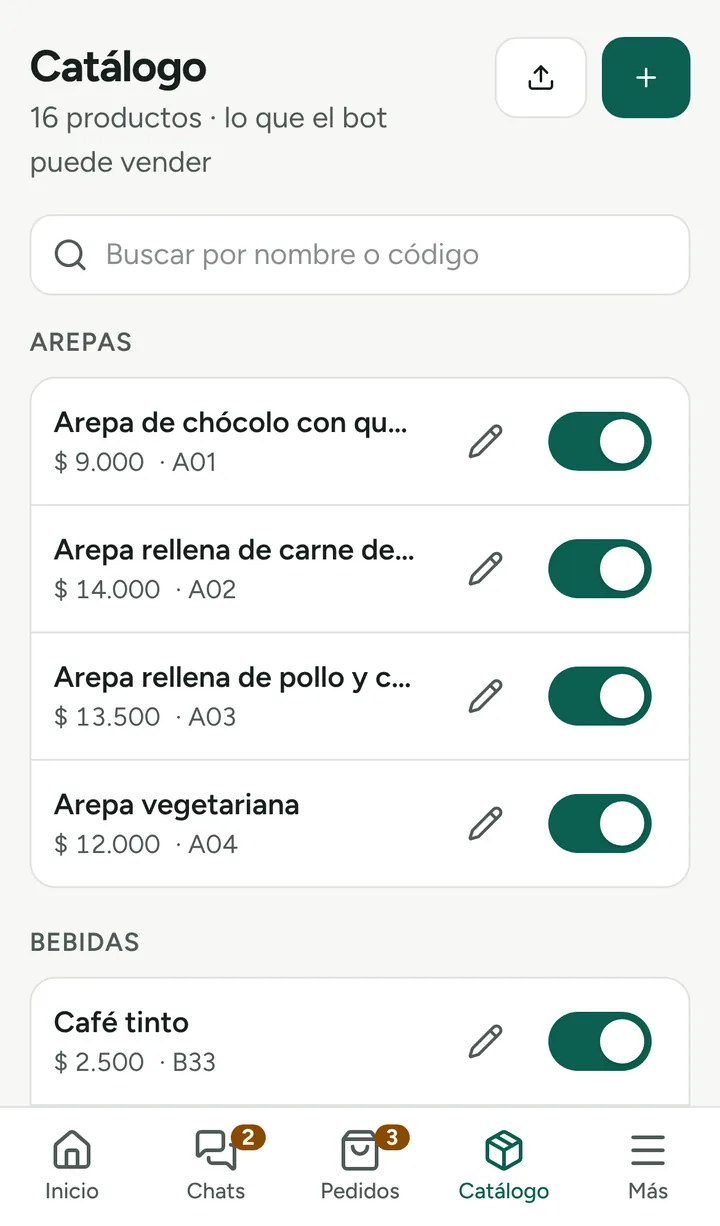 Catálogo
16 productos · lo que el bot
puede vender
Buscar por nombre o código
AREPAS
Arepa de chócolo con qu...
$ 9.000 · A01
Arepa rellena de carne de...
$ 14.000 · A02
Arepa rellena de pollo y c...
$ 13.500 · A03
Arepa vegetariana
$ 12.000 · A04
BEBIDAS
Café tinto
$ 2.500 · B33
2
3
Inicio
Chats
Pedidos
Catálogo
Más